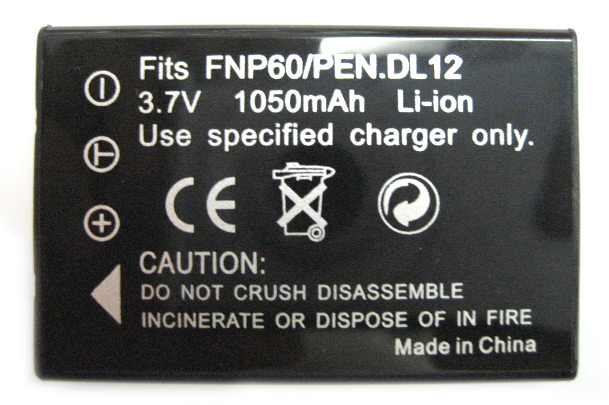 Fits FNP60/PEN.DL12
3.7V 1050mAh Li-ion
Use specified charger only.
CE
CAUTION:
DO NOT CRUSH DISASSEMBLE
INCINERATE OR DISPOSE OF IN FIRE
Made in China